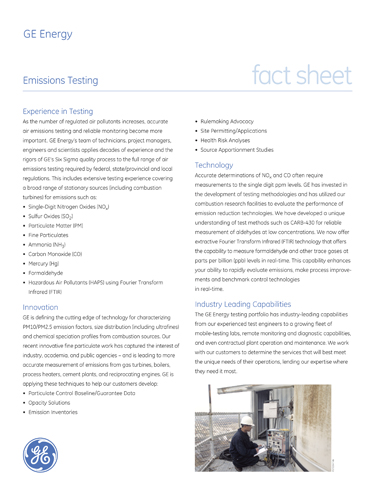 GE Energy
Emissions Testing
fact sheet
Experience in Testing
As the number of regulated air pollutants increases, accurate
air emissions testing and reliable monitoring become more
important. GE Energy's team of technicians, project managers,
engineers and scientists applies decades of experience and the
rigors of GE's Six Sigma quality process to the full range of air
emissions testing required by federal, state/provincial and local
regulations. This includes extensive testing experience covering
a broad range of stationary sources (including combustion
turbines) for emissions such as:
• Single-Digit Nitrogen Oxides (NOx)
• Sulfur Oxides (SO2)
• Particulate Matter (PM)
• Fine Particulates
• Ammonia (NH3)
• Carbon Monoxide (CO)
• Mercury (Hg)
• Formaldehyde
• Hazardous Air Pollutants (HAPS) using Fourier Transform
Infrared (FTIR)
Innovation
GE is defining the cutting edge of technology for characterizing
PM10/PM2.5 emission factors, size distribution (including ultrafines)
and chemical speciation profiles from combustion sources. Our
recent innovative fine particulate work has captured the interest of
industry, academia, and public agencies – and is leading to more
accurate measurement of emissions from gas turbines, boilers,
process heaters, cement plants, and reciprocating engines. GE is
applying these techniques to help our customers develop:
• Particulate Control Baseline/Guarantee Data
• Opacity Solutions
• Emission Inventories
• Rulemaking Advocacy
• Site Permitting/Applications
• Health Risk Analyses
• Source Apportionment Studies
Technology
Accurate determinations of NOx and CO often require
measurements to the single digit ppm levels. GE has invested in
the development of testing methodologies and has utilized our
combustion research facilities to evaluate the performance of
emission reduction technologies. We have developed a unique
understanding of test methods such as CARB-430 for reliable
measurement of aldehydes at low concentrations. We now offer
extractive Fourier Transform Infrared (FTIR) technology that offers
the capability to measure formaldehyde and other trace gases at
parts per billion (ppb) levels in real-time. This capability enhances
your ability to rapidly evaluate emissions, make process improve-
ments and benchmark control technologies
in real-time.
Industry Leading Capabilities
The GE Energy testing portfolio has industry-leading capabilities
from our experienced test engineers to a growing fleet of
mobile-testing labs, remote monitoring and diagnostic capabilities,
and even contractual plant operation and maintenance. We work
with our customers to determine the services that will best meet
the unique needs of their operations, lending our expertise where
they need it most.